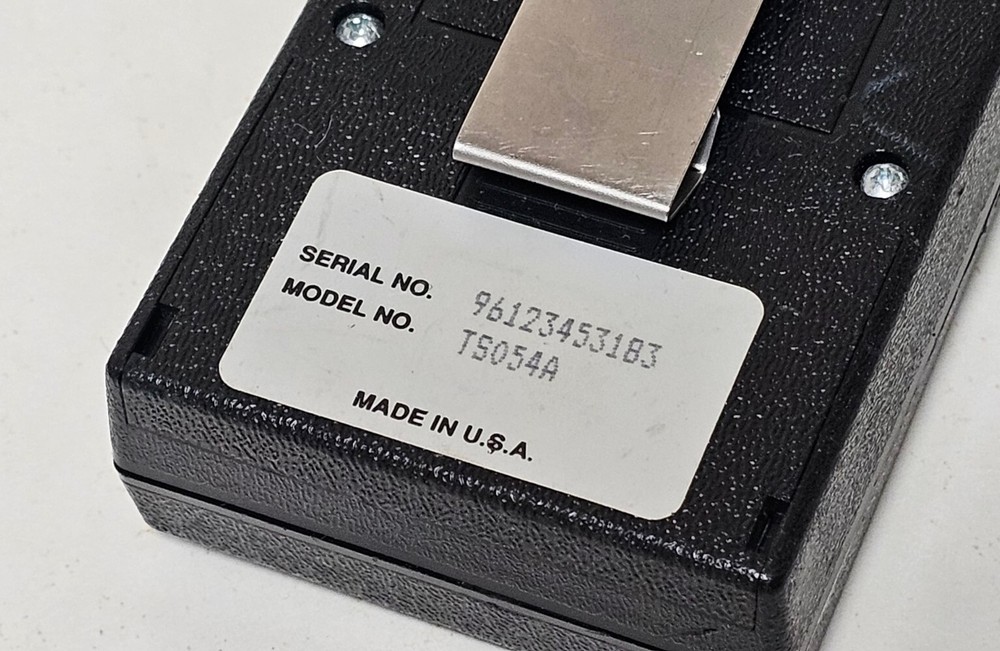 SERIAL NO. 96123453183
MODEL NO. TS054A
MADE IN U.S.A.